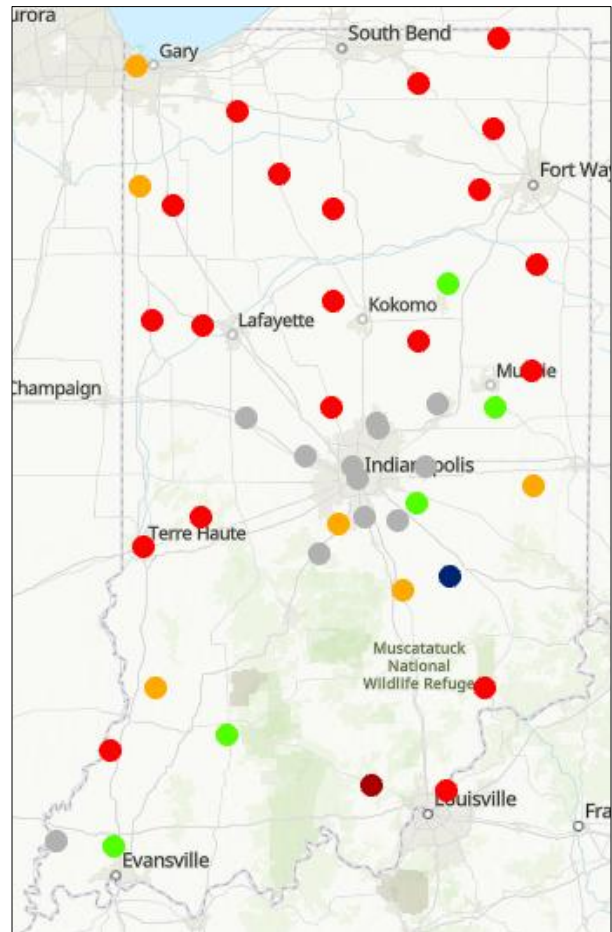 urora
South Bend
Gary
Fort Way
Kokomo
Lafayette
Champaign
Indianapolis
Terre Haute
Muscatatuck
National
Wildlife Refuge
Louisville
Fra
Evansville